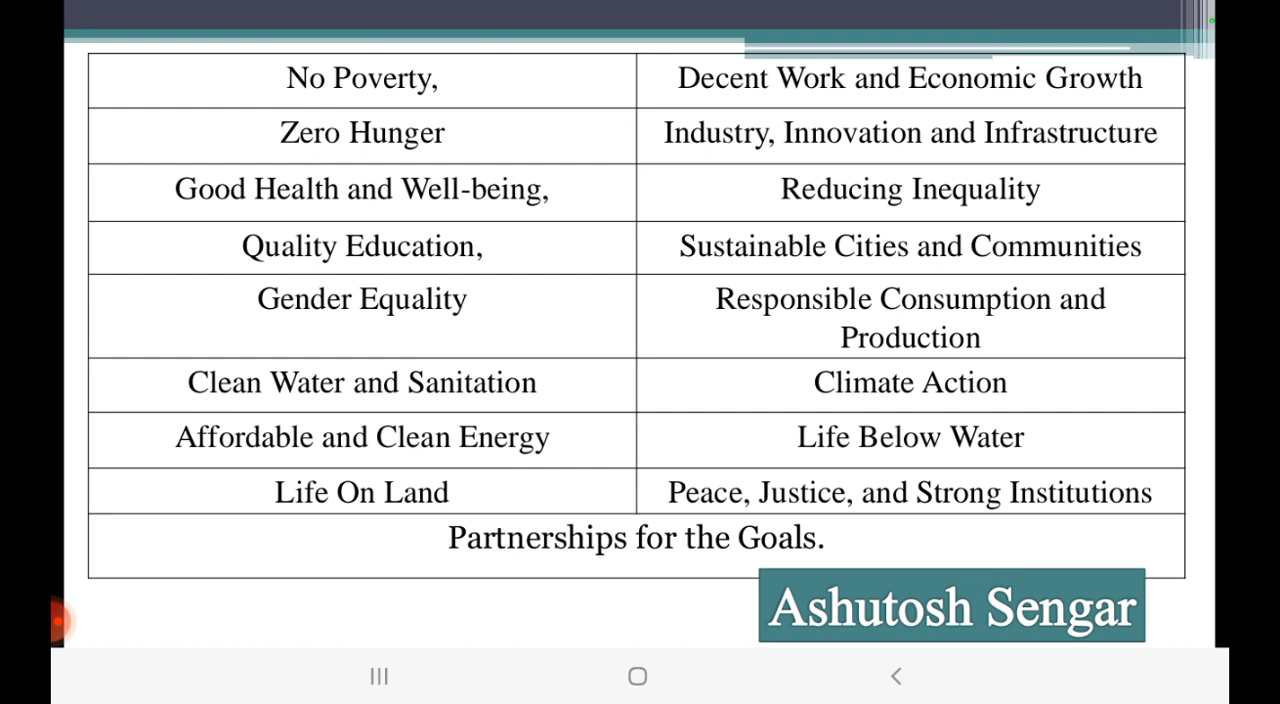 No Poverty,
Decent Work and Economic Growth
Zero Hunger
Industry, Innovation and Infrastructure
Good Health and Well-being,
Reducing Inequality
Quality Education,
Sustainable Cities and Communities
Gender Equality
Responsible Consumption and
Production
Clean Water and Sanitation
Climate Action
Affordable and Clean Energy
Life Below Water
Life On Land
Peace, Justice, and Strong Institutions
Partnerships for the Goals.
Ashutosh Sengar